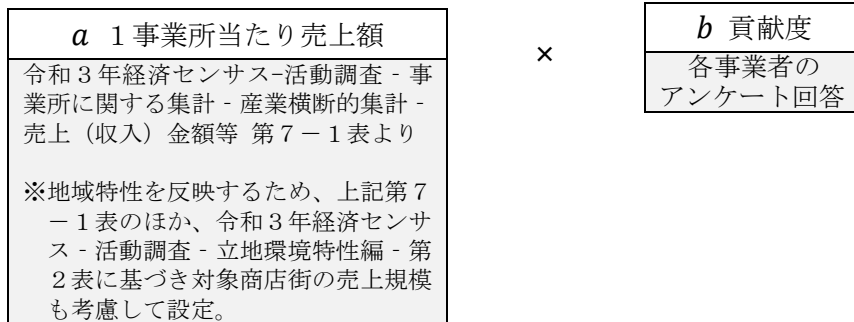 a １事業所当たり売上額
令和３年経済センサス‐活動調査‐事
業所に関する集計‐産業横断的集計‐
売上（収入）金額等 第７－１表より
※地域特性を反映するため、上記第７
－１表のほか、令和３年経済センサ
ス‐活動調査‐立地環境特性編‐第
２表に基づき対象商店街の売上規模
も考慮して設定。
×
b 貢献度
各事業者の
アンケート回答